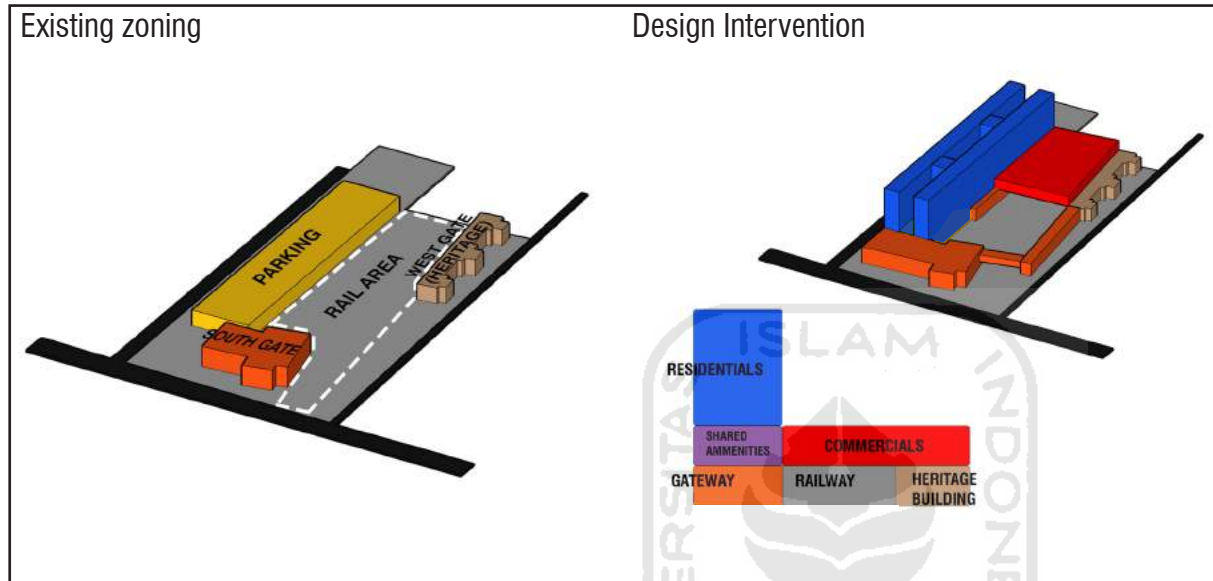 Existing zoning
Design Intervention
PARKING
RAIL AREA
WEST GATE
(HERITAGE)
SOUTH GATE
RESIDENTIALS
SHARED
AMMENITIES
COMMERCIALS
GATEWAY
RAILWAY
HERITAGE
BUILDING
ISLAM